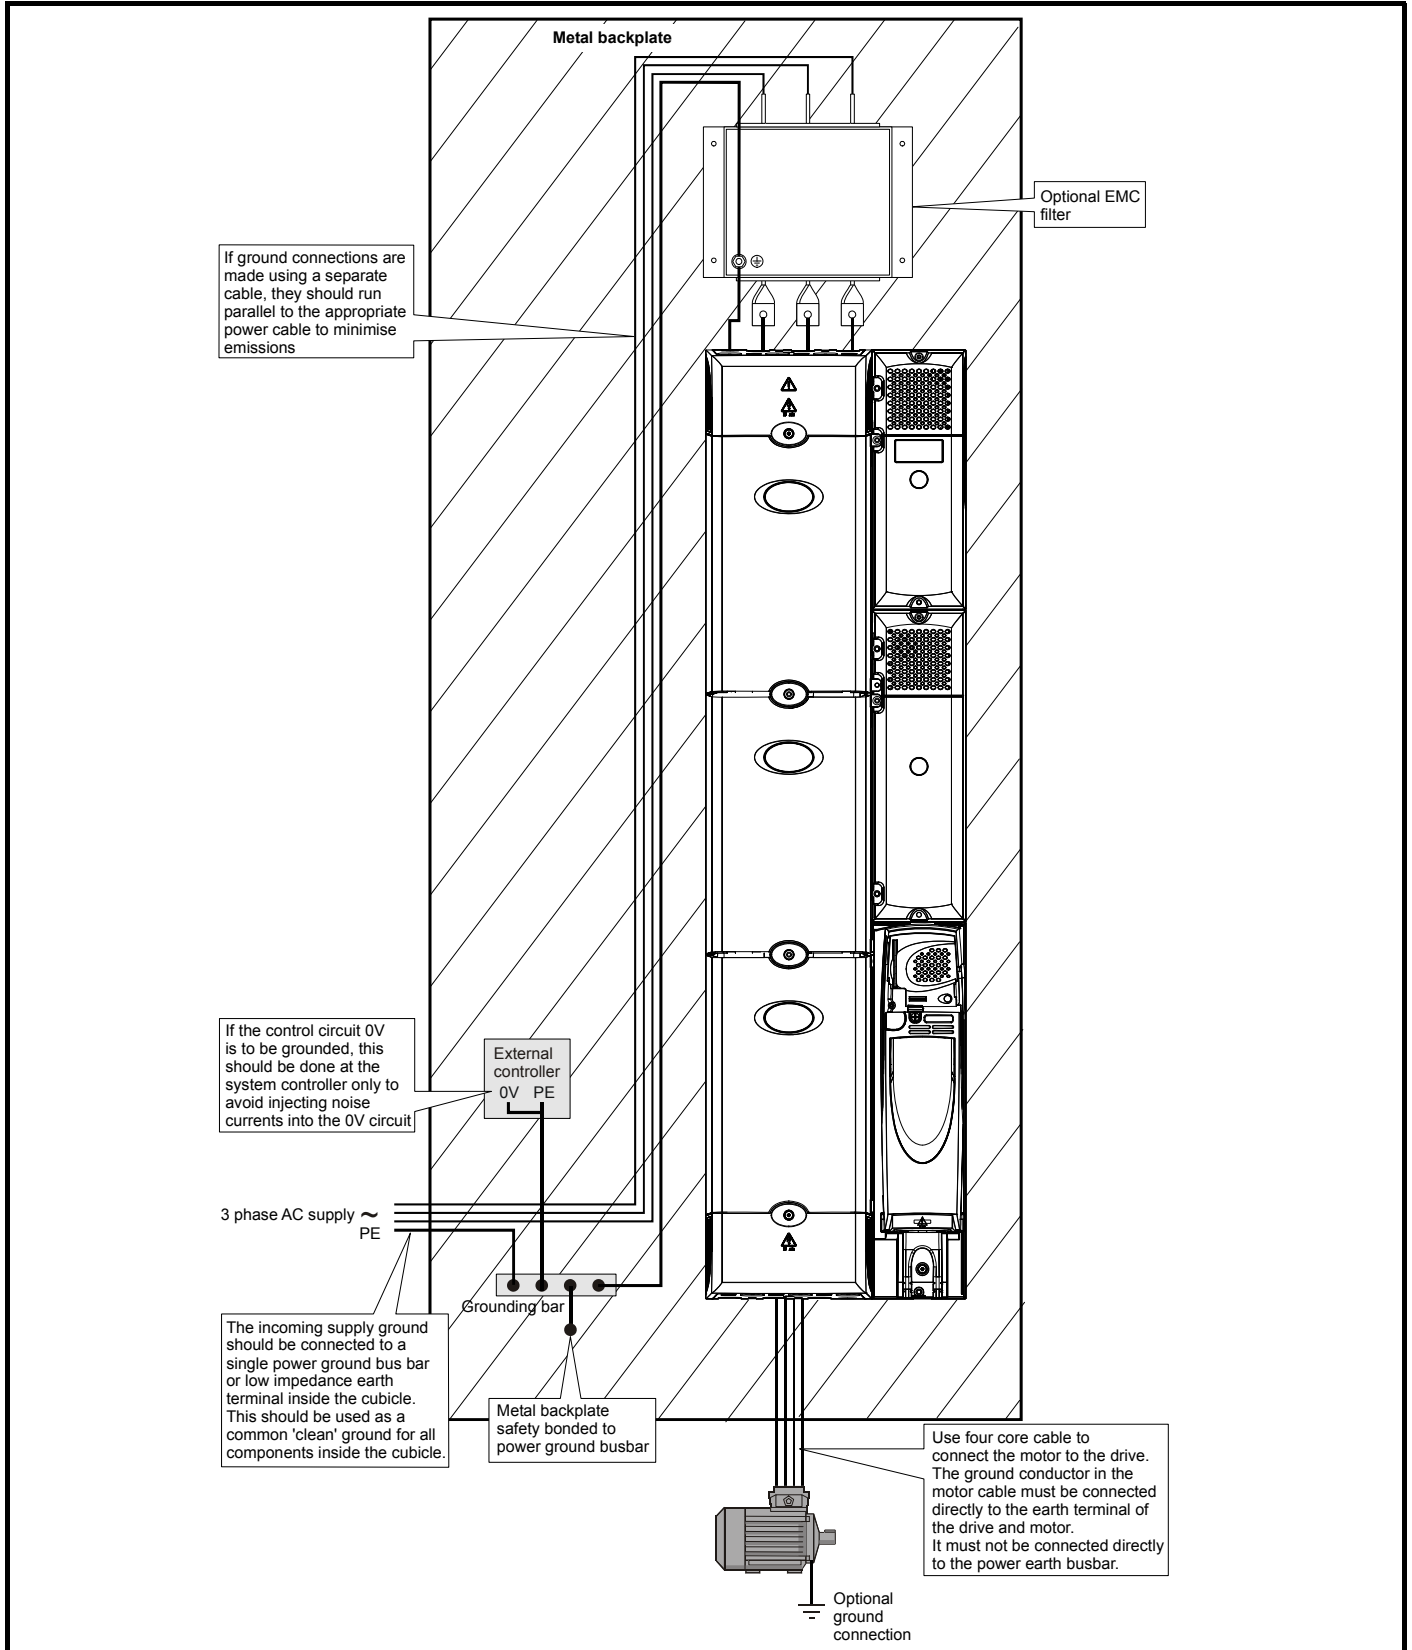 Metal backplate
Optional EMC
filter
If ground connections are
made using a separate
cable, they should run
parallel to the appropriate
power cable to minimise
emissions
If the control circuit 0V
is to be grounded, this
should be done at the
system controller only to
avoid injecting noise
currents into the 0V circuit
External
controller
0V PE
3 phase AC supply ~
PE
Grounding bar
The incoming supply ground
should be connected to a
single power ground bus bar
or low impedance earth
terminal inside the cubicle.
This should be used as a
common 'clean' ground for all
components inside the cubicle.
Metal backplate
safety bonded to
power ground busbar
Use four core cable to
connect the motor to the drive.
The ground conductor in the
motor cable must be connected
directly to the earth terminal of
the drive and motor.
It must not be connected directly
to the power earth busbar.
Optional
ground
connection